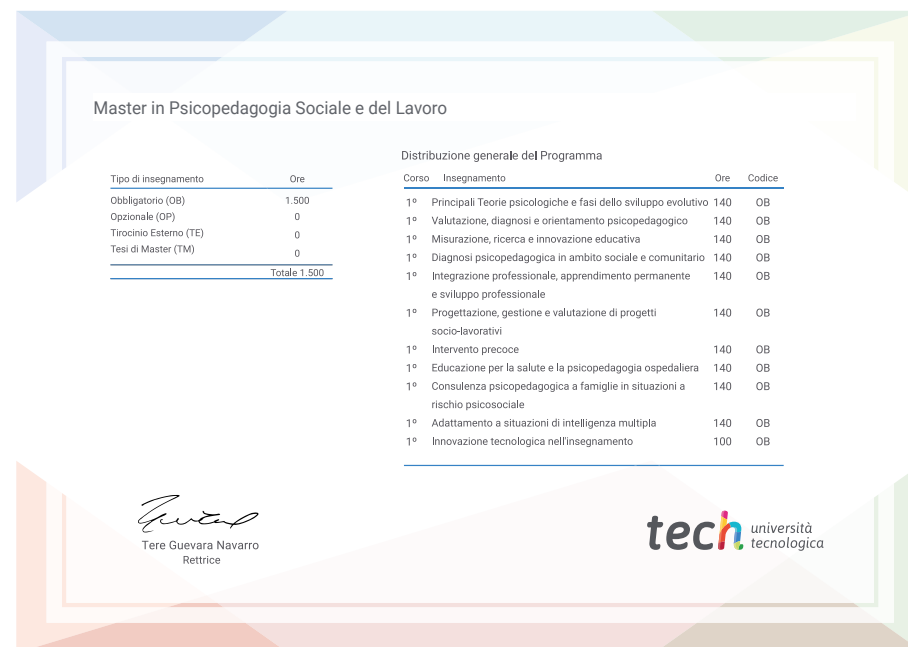 Master in Psicopedagogia Sociale e del Lavoro
Tipo di insegnamento Ore
Obbligatorio (OB) 1.500
Opzionale (OP) 0
Tirocinio Esterno (TE) 0
Tesi di Master (TM) 0
Totale 1.500
Distribuzione generale del Programma
Corso Insegnamento Ore Codice
1º Principali Teorie psicologiche e fasi dello sviluppo evolutivo 140 OB
1º Valutazione, diagnosi e orientamento psicopedagogico 140 OB
1º Misurazione, ricerca e innovazione educativa 140 OB
1º Diagnosi psicopedagogica in ambito sociale e comunitario 140 OB
1º Integrazione professionale, apprendimento permanente 140 OB
e sviluppo professionale
1º Progettazione, gestione e valutazione di progetti 140 OB
socio-lavorativi
1º Intervento precoce 140 OB
1º Educazione per la salute e la psicopedagogia ospedaliera 140 OB
1º Consulenza psicopedagogica a famiglie in situazioni a 140 OB
rischio psicosociale
1º Adattamento a situazioni di intelligenza multipla 140 OB
1º Innovazione tecnologica nell'insegnamento 100 OB
Tere Guevara Navarro
Rettrice
tech università
tecnologica